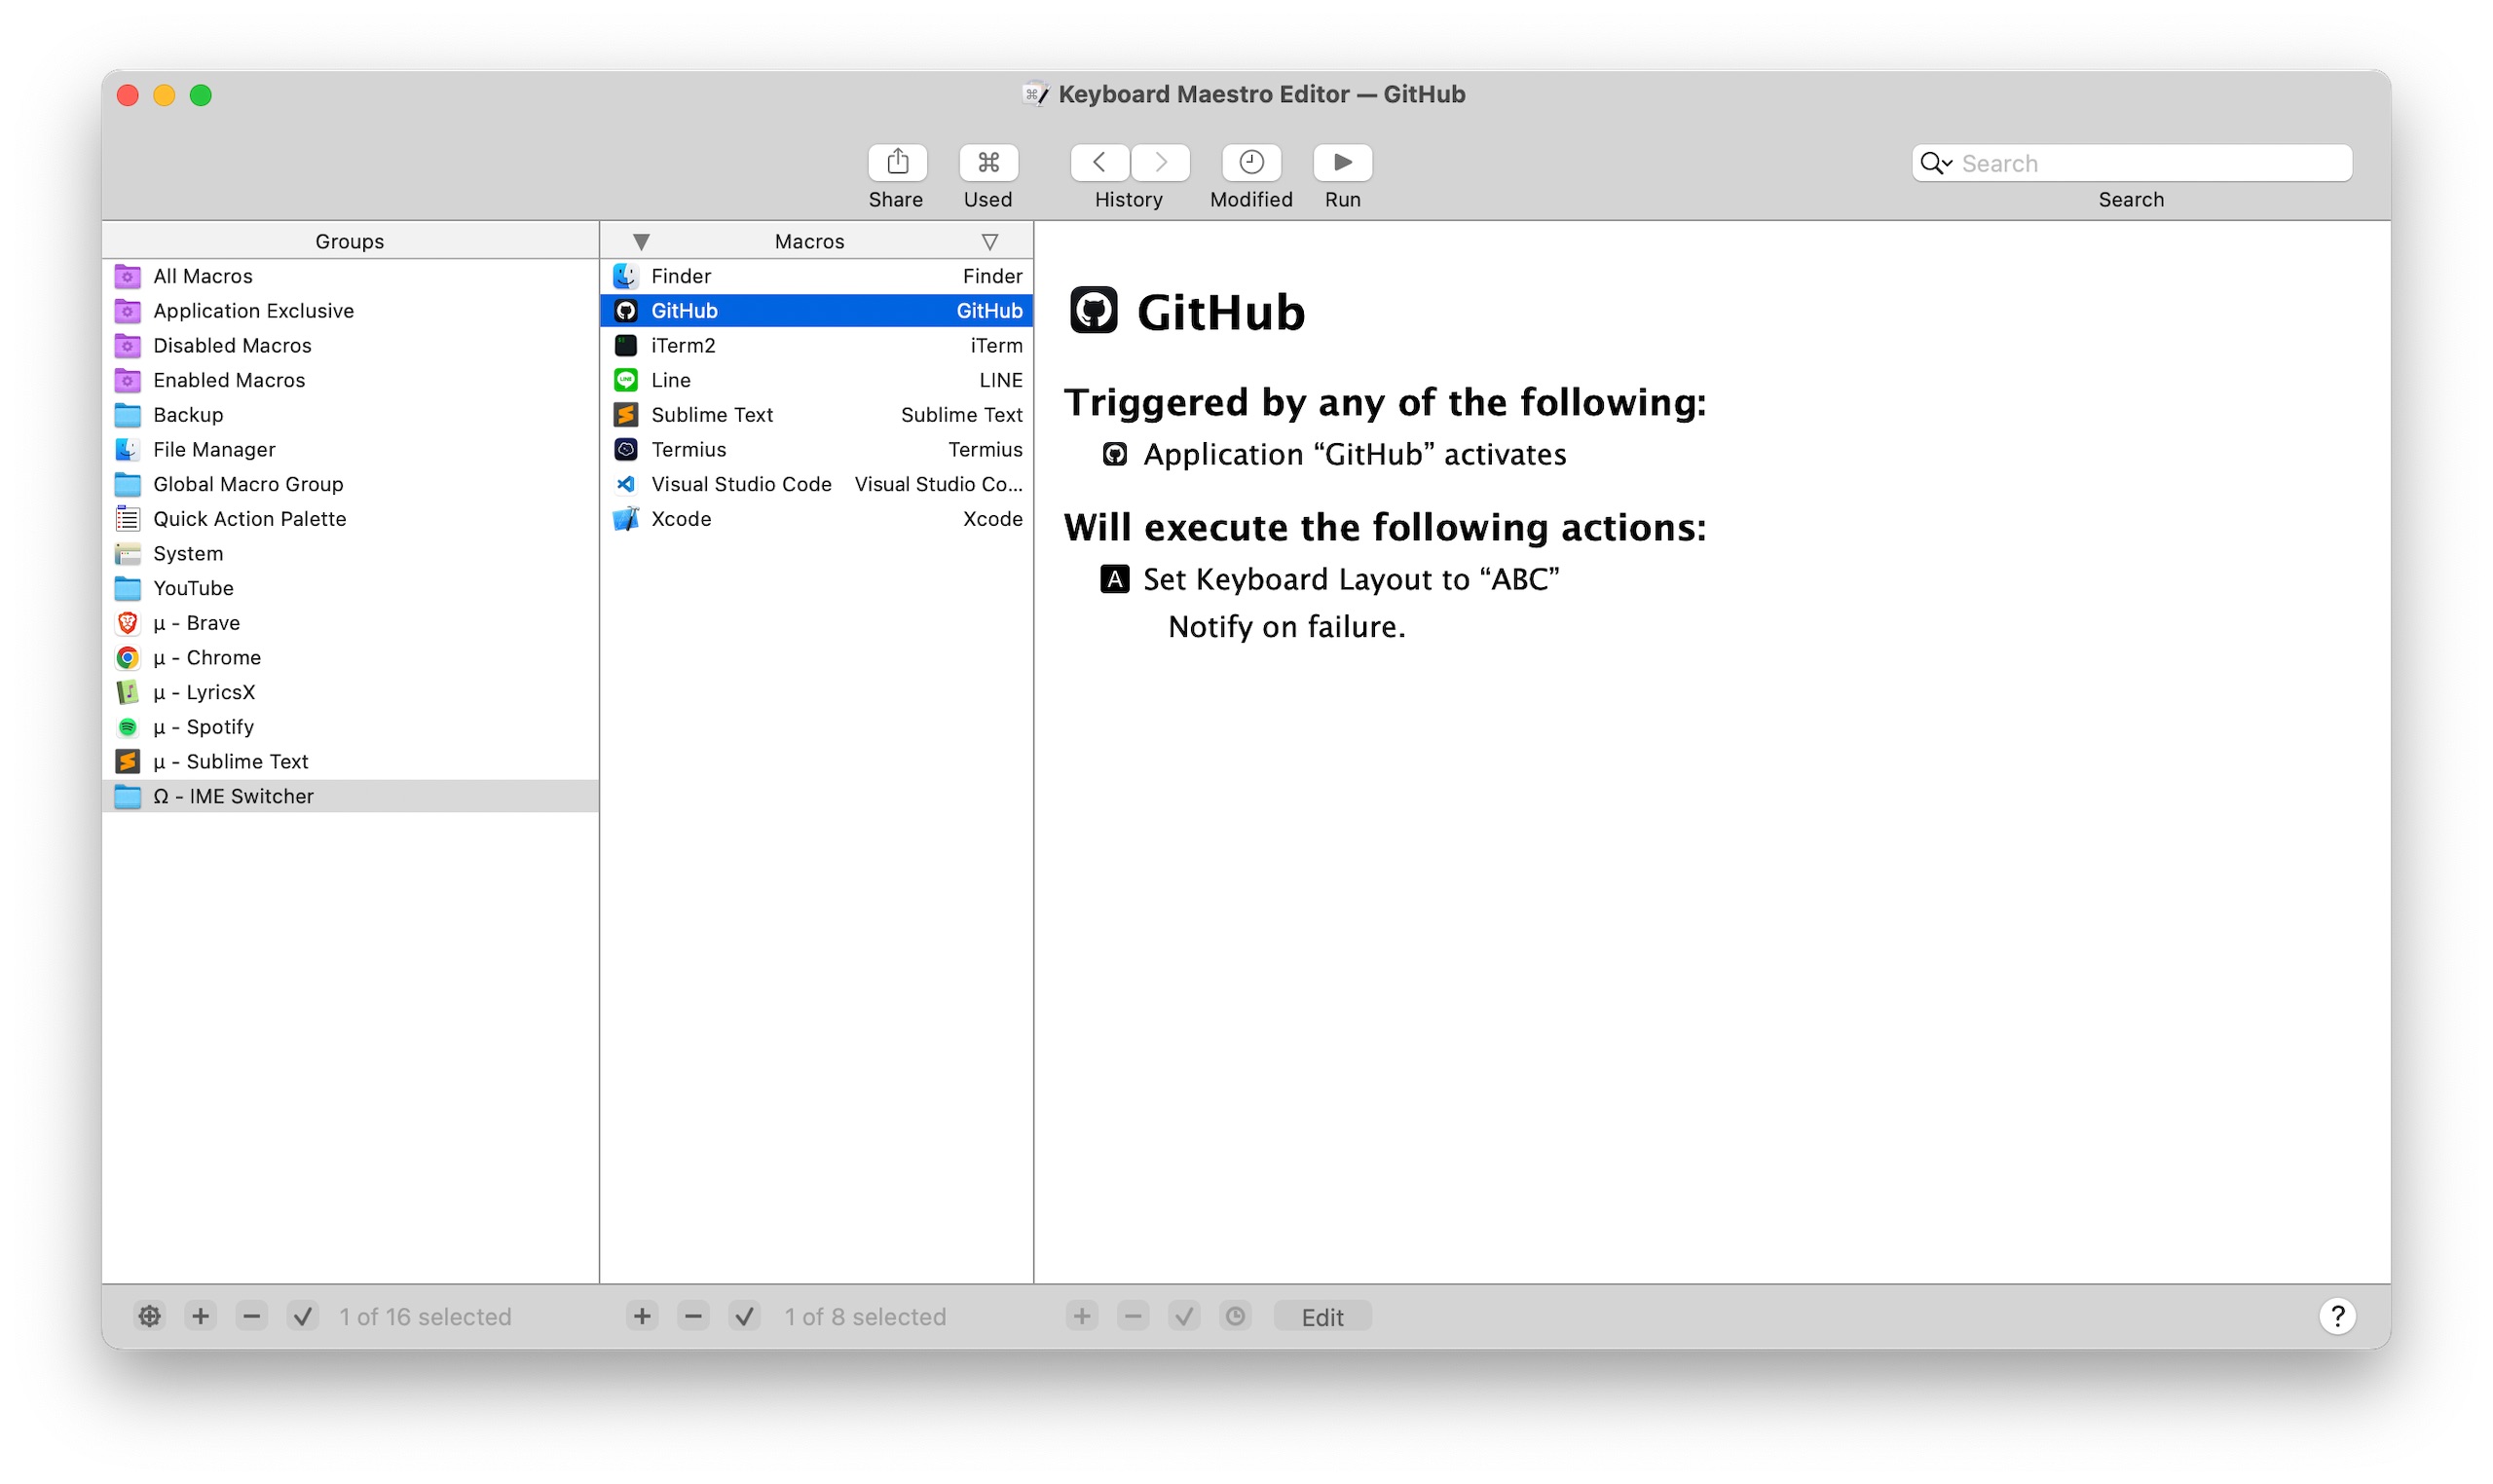 Keyboard Maestro Editor — GitHub
Share
Used
History
Modified
Run
Search
Search
Groups
All Macros
Application Exclusive
Disabled Macros
Enabled Macros
Backup
File Manager
Global Macro Group
Quick Action Palette
System
YouTube
μ - Brave
μ - Chrome
μ - LyricsX
μ - Spotify
μ - Sublime Text
Ω - IME Switcher
Macros
Finder Finder
GitHub GitHub
iTerm2 iTerm
Line LINE
Sublime Text Sublime Text
Termius Termius
Visual Studio Code Visual Studio Co...
Xcode Xcode
GitHub
Triggered by any of the following:
Application “GitHub” activates
Will execute the following actions:
A Set Keyboard Layout to “ABC”
Notify on failure.
1 of 16 selected
1 of 8 selected
Edit
?